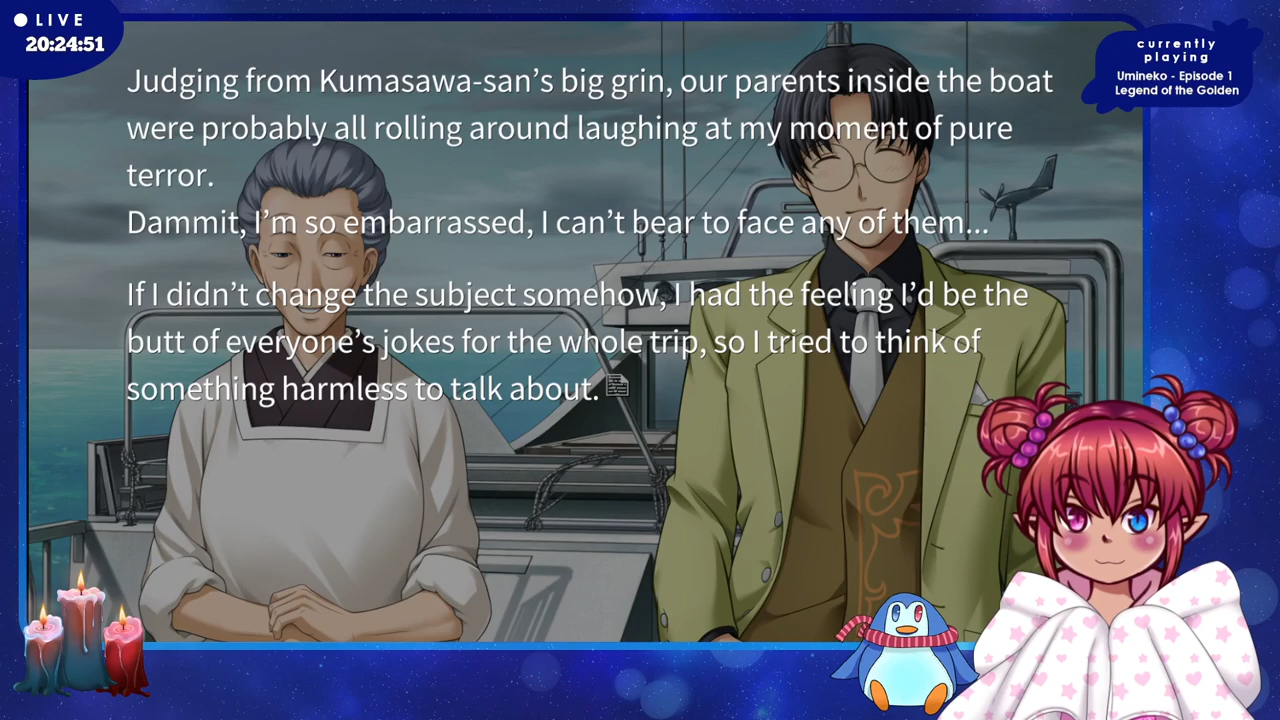 LIVE
20:24:51
currently
playing
Umineko - Episode 1
Legend of the Golden
Judging from Kumasawa-san’s big grin, our parents inside the boat
were probably all rolling around laughing at my moment of pure
terror.
Dammit, I’m so embarrassed, I can’t bear to face any of them...
If I didn’t change the subject somehow, I had the feeling I’d be the
butt of everyone’s jokes for the whole trip, so I tried to think of
something harmless to talk about.